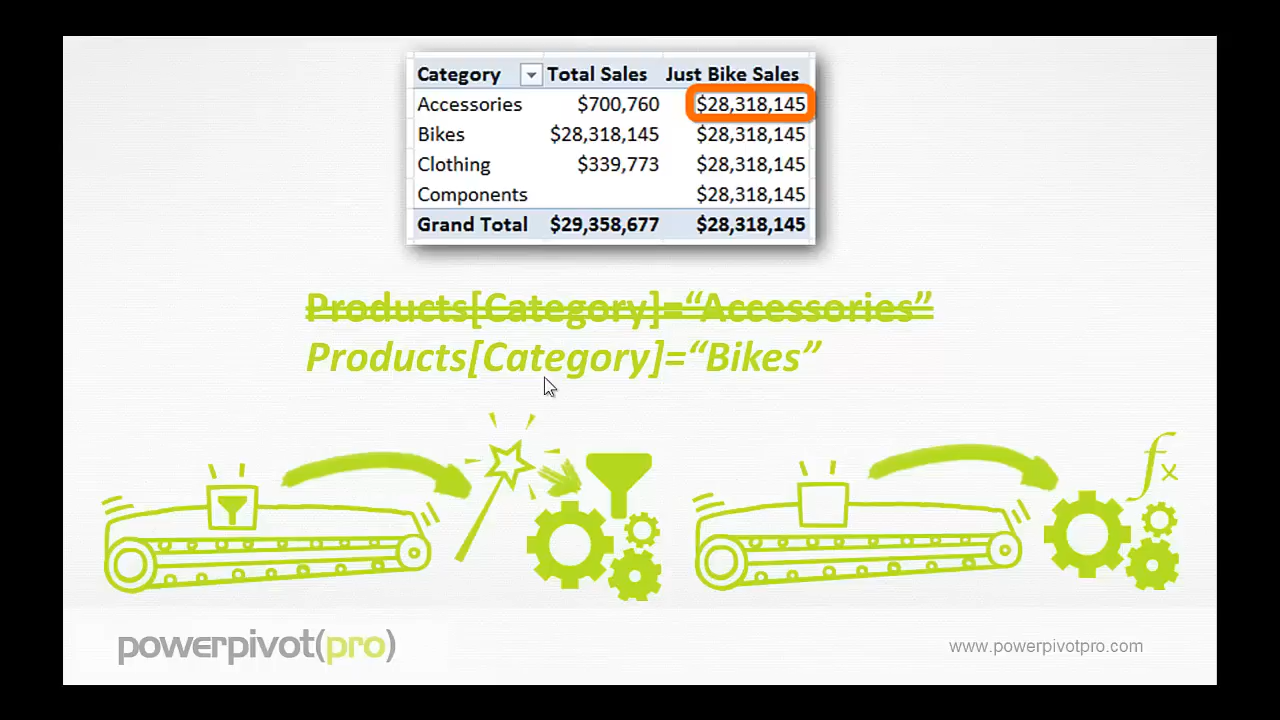 Category Total Sales Just Bike Sales
Accessories $700,760 $28,318,145
Bikes $28,318,145 $28,318,145
Clothing $339,773 $28,318,145
Components $28,318,145
Grand Total $29,358,677 $28,318,145
Products[Category]=“Accessories”
Products[Category]=“Bikes”
fx
powerpivot(pro)
www.powerpivotpro.com